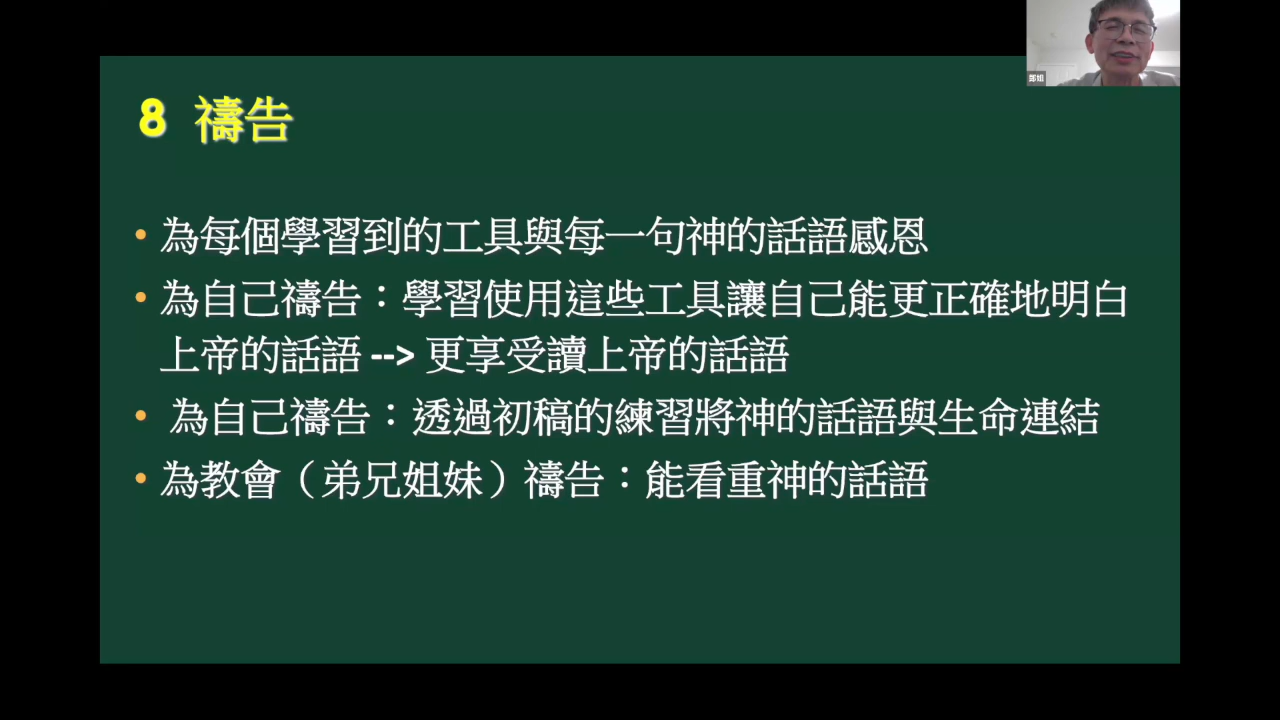 8 禱告
• 為每個學習到的工具與每一句神的話語感恩
• 為自己禱告：學習使用這些工具讓自己能更正確地明白
上帝的話語 --> 更享受讀上帝的話語
• 為自己禱告：透過初稿的練習將神的話語與生命連結
• 為教會（弟兄姐妹）禱告：能看重神的話語